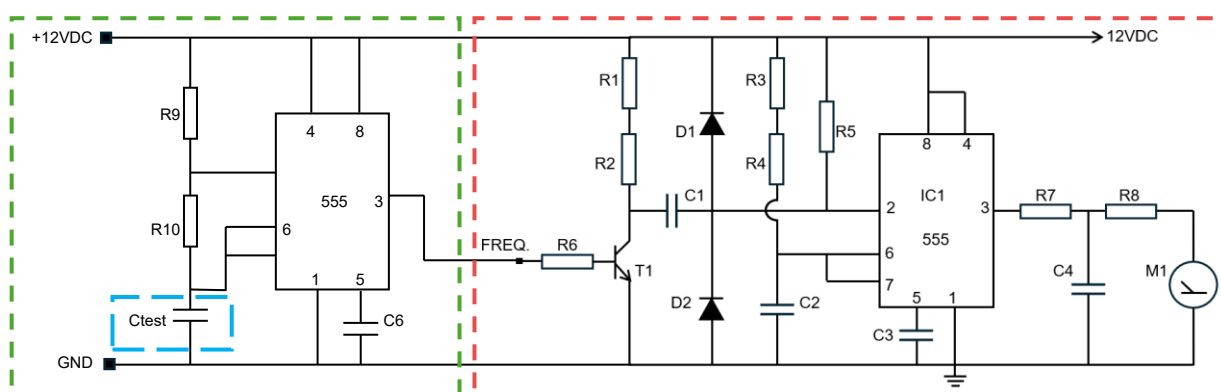 +12VDC
12VDC
R9
R1
R3
4
8
D1
R5
8
4
R2
R4
IC1
555
3
C1
2
3
R7
R8
R10
6
FREQ.
R6
555
T1
6
C4
M1
1
5
7
D2
C2
5
1
Ctest
C6
C3
GND